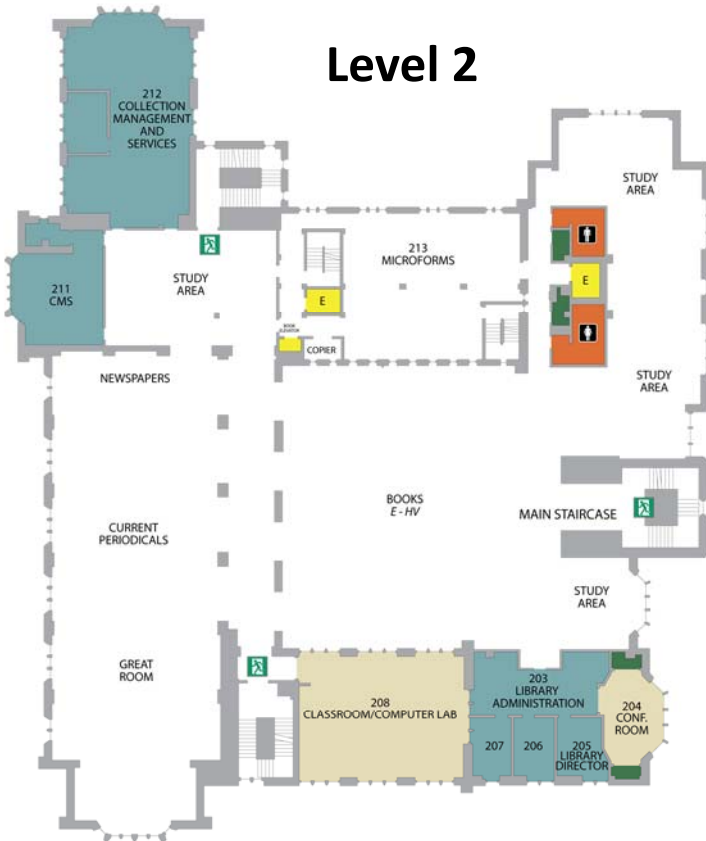 Level 2
212
COLLECTION
MANAGEMENT
AND
SERVICES
STUDY
AREA
213
MICROFORMS
STUDY
AREA
211
CMS
E
E
BOOK
ELEVATOR
COPIER
NEWSPAPERS
STUDY
AREA
BOOKS
E - HV
MAIN STAIRCASE
CURRENT
PERIODICALS
STUDY
AREA
GREAT
ROOM
208
CLASSROOM/COMPUTER LAB
203
LIBRARY
ADMINISTRATION
204
CONF.
ROOM
207
206
205
LIBRARY
DIRECTOR